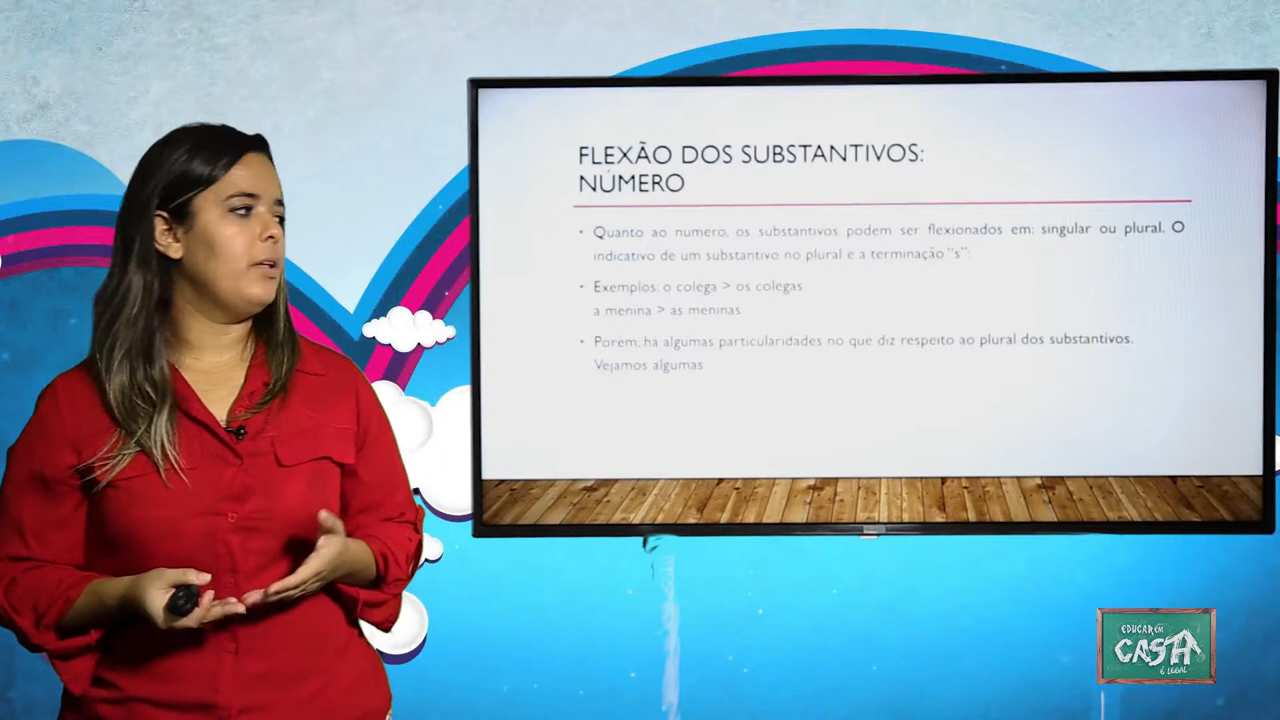 FLEXÃO DOS SUBSTANTIVOS:
NÚMERO
• Quanto ao numero, os substantivos podem ser flexionados em: singular ou plural. O
indicativo de um substantivo no plural e a terminação "s":
• Exemplos: o colega > os colegas
a menina > as meninas
• Porem, há algumas particularidades no que diz respeito ao plural dos substantivos.
Vejamos algumas
EDUCAR EM
CASA
É LEGAL